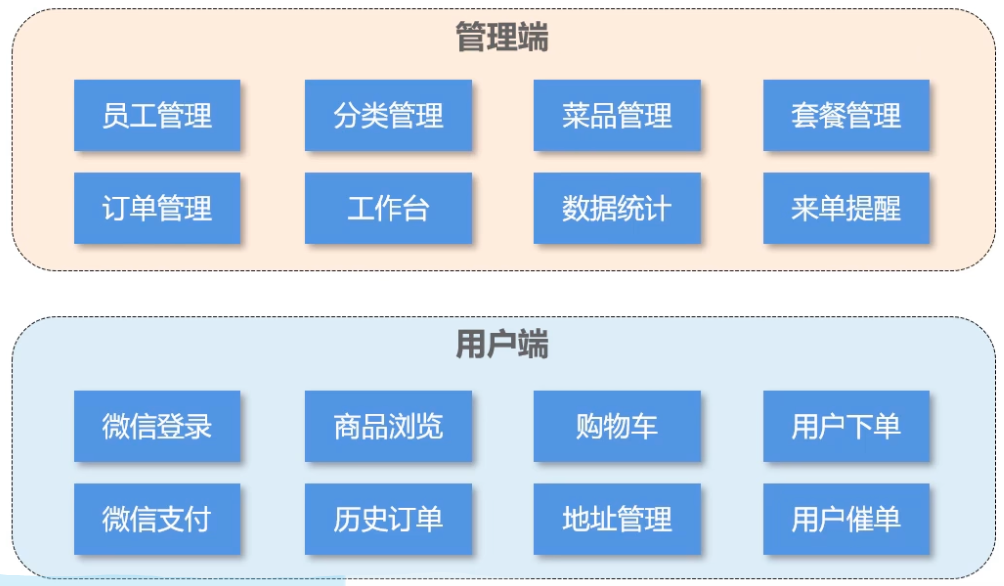 管理端
员工管理
分类管理
菜品管理
套餐管理
订单管理
工作台
数据统计
来单提醒
用户端
微信登录
商品浏览
购物车
用户下单
微信支付
历史订单
地址管理
用户催单